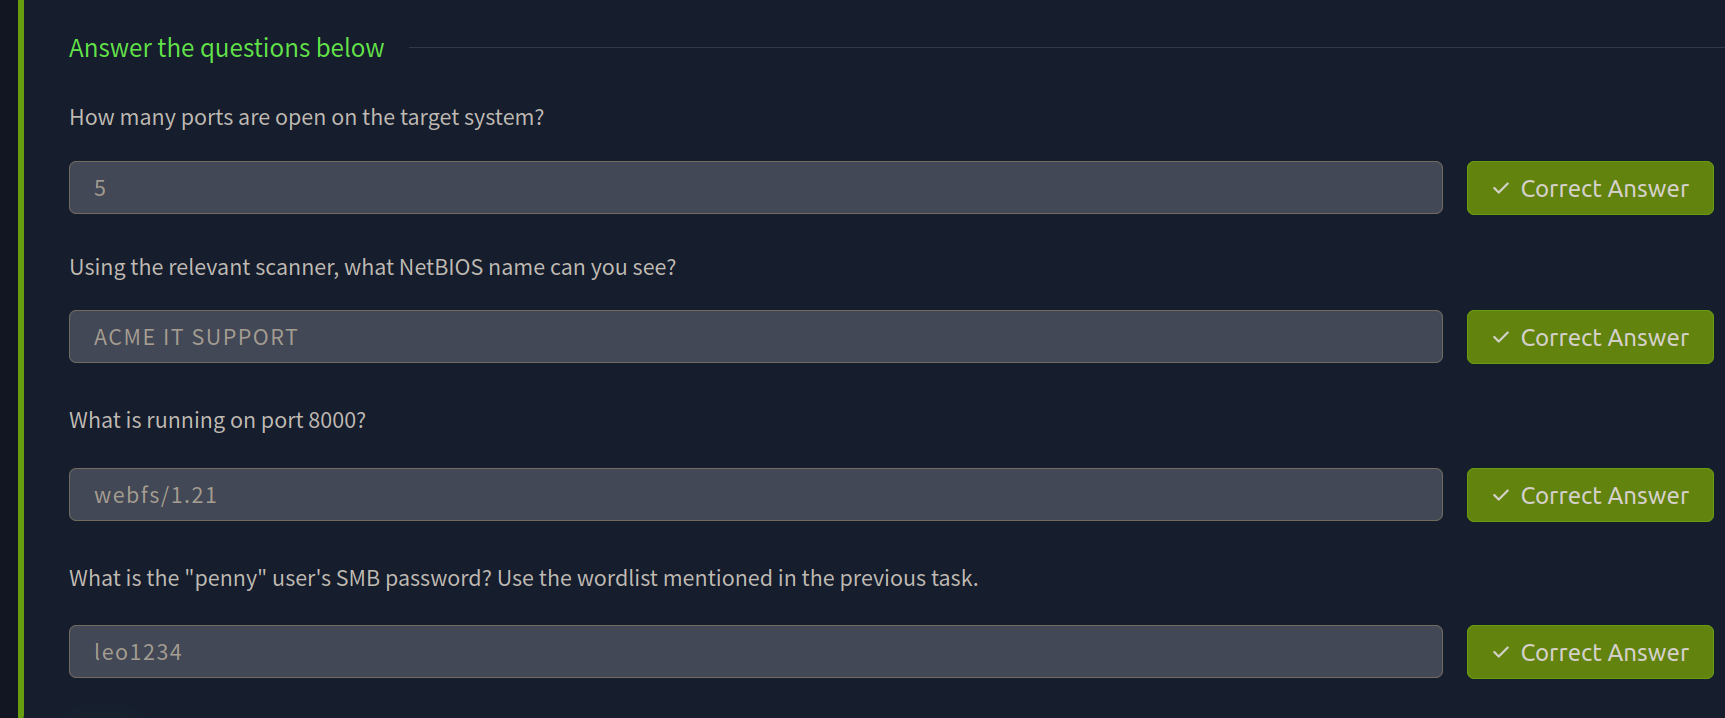 Answer the questions below
How many ports are open on the target system?
5
Correct Answer
Using the relevant scanner, what NetBIOS name can you see?
ACME IT SUPPORT
Correct Answer
What is running on port 8000?
webfs/1.21
Correct Answer
What is the "penny" user's SMB password? Use the wordlist mentioned in the previous task.
leo1234
Correct Answer